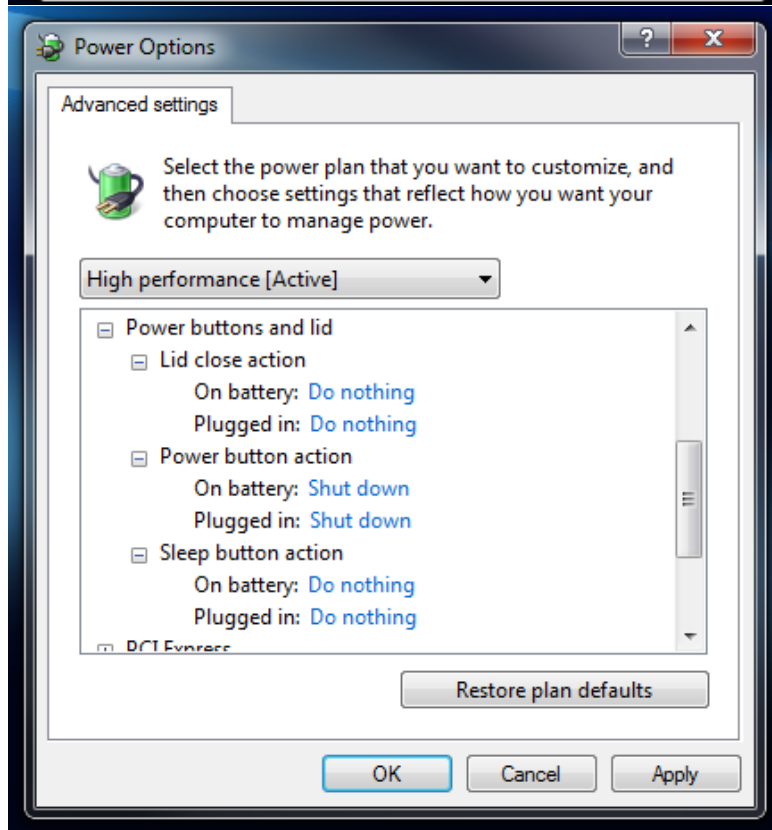 Power Options
Advanced settings
Select the power plan that you want to customize, and
then choose settings that reflect how you want your
computer to manage power.
High performance [Active]
Power buttons and lid
Lid close action
On battery: Do nothing
Plugged in: Do nothing
Power button action
On battery: Shut down
Plugged in: Shut down
Sleep button action
On battery: Do nothing
Plugged in: Do nothing
PCI Express
Restore plan defaults
OK Cancel Apply